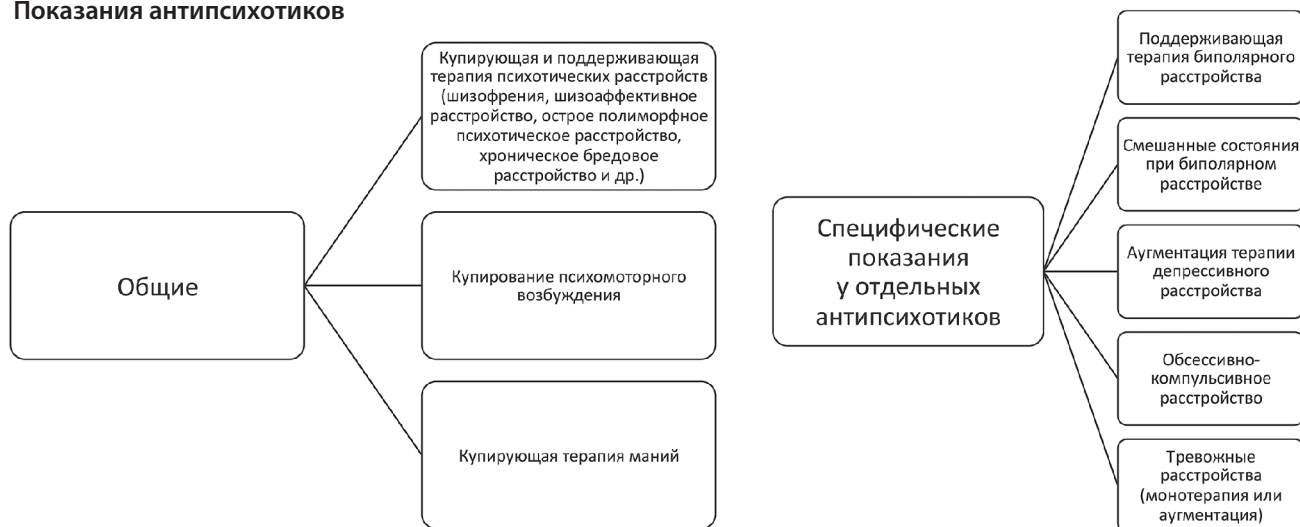 Показания антипсихотиков
Общие
Купирующая и поддерживающая
терапия психотических расстройств
(шизофрения, шизоаффективное
расстройство, острое полиморфное
психотическое расстройство,
хроническое бредовое
расстройство и др.)
Купирование психомоторного
возбуждения
Купирующая терапия маний
Специфические
показания
у отдельных
антипсихотиков
Поддерживающая
терапия биполярного
расстройства
Смешанные состояния
при биполярном
расстройстве
Аугментация терапии
депрессивного
расстройства
Обсессивно-
компульсивное
расстройство
Тревожные
расстройства
(монотерапия или
аугментация)